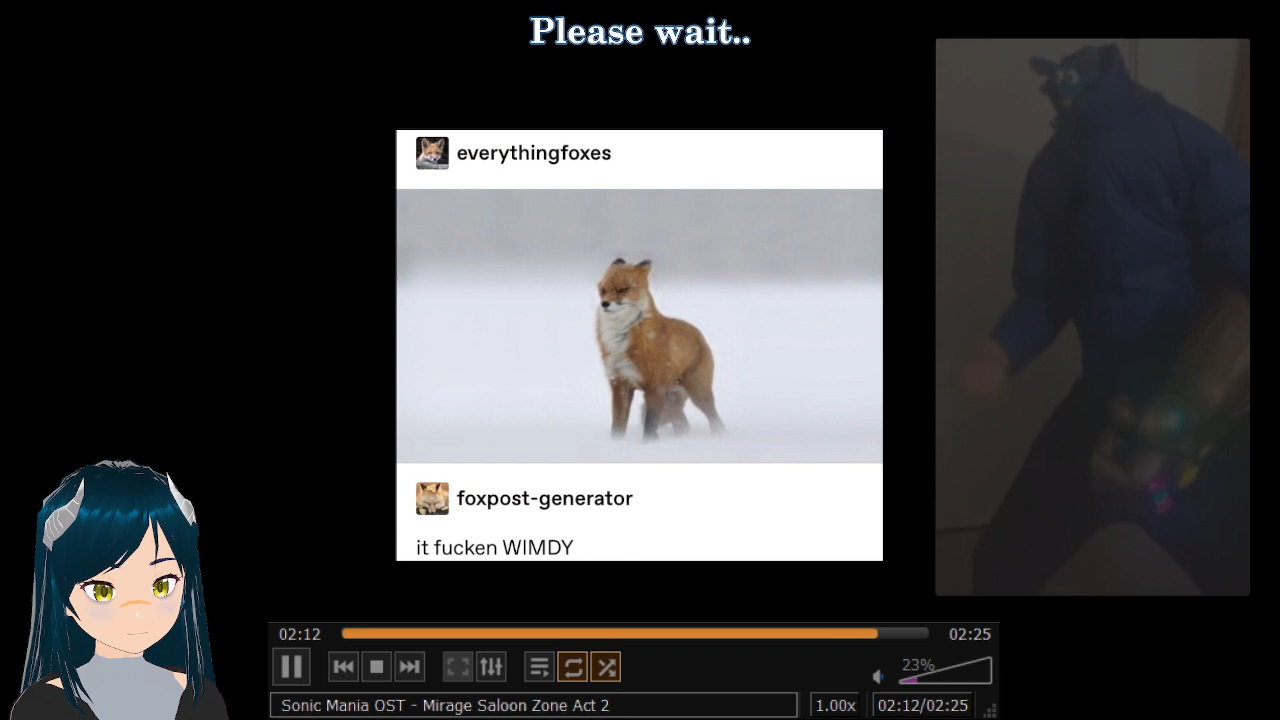 Please wait..
everythingfoxes
foxpost-generator
it fucken WIMDY
02:12
02:25
23%
Sonic Mania OST - Mirage Saloon Zone Act 2
1.00x
02:12/02:25